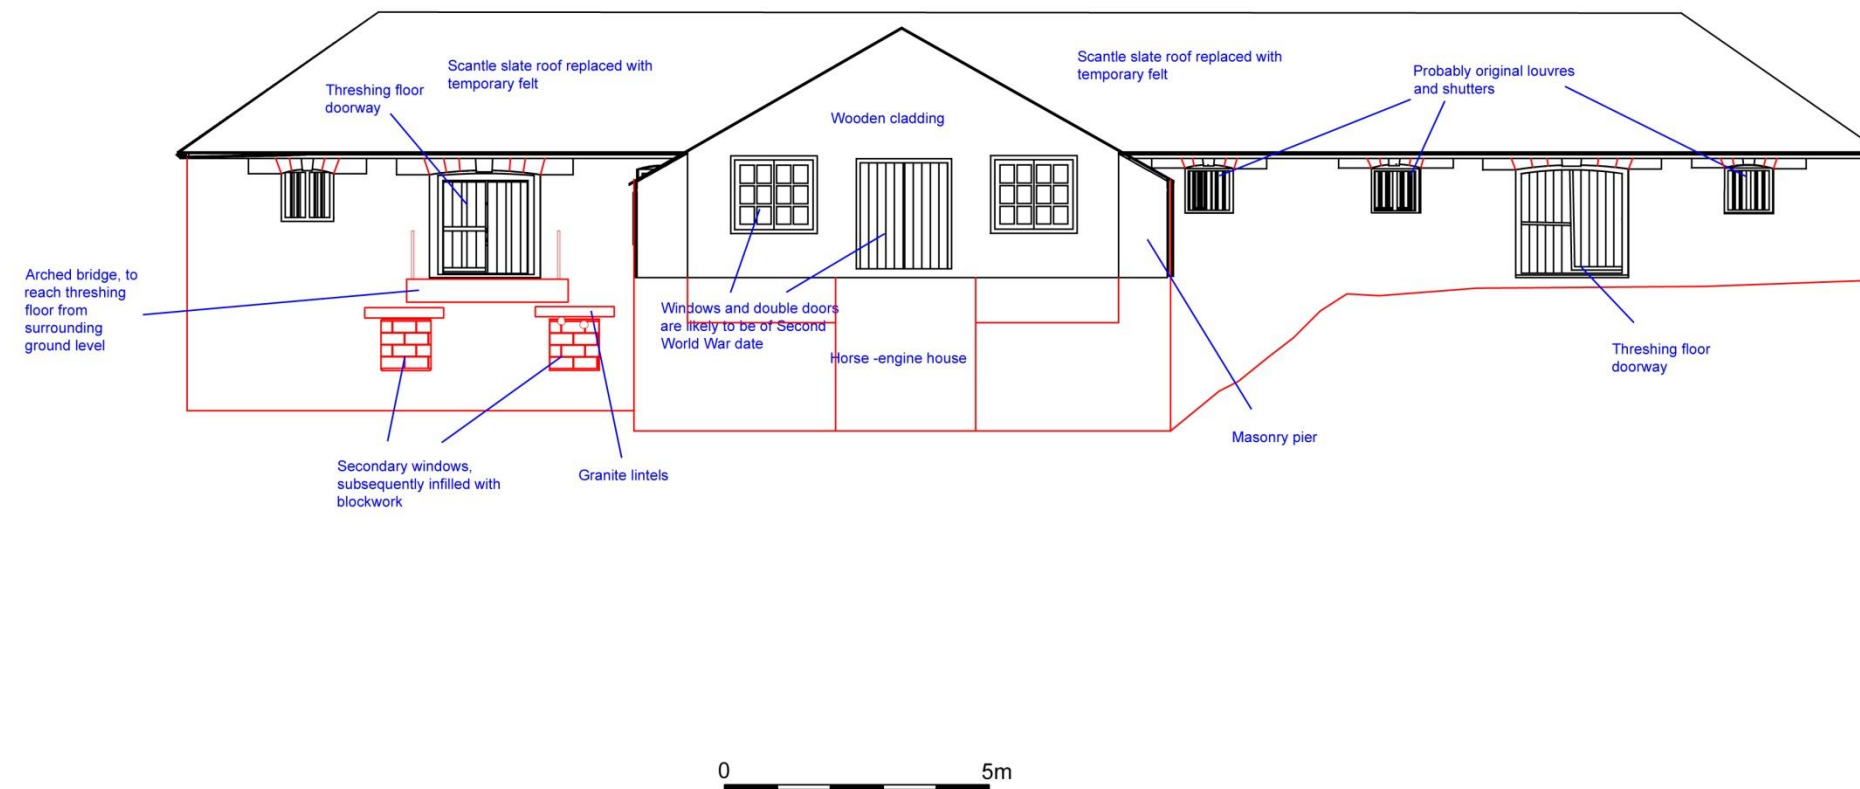 Scantle slate roof replaced with
temporary felt
Scantle slate roof replaced with
temporary felt
Probably original louvres
and shutters
Threshing floor
doorway
Wooden cladding
Arched bridge, to
reach threshing
floor from
surrounding
ground level
Windows and double doors
are likely to be of Second
World War date
Horse -engine house
Threshing floor
doorway
Masonry pier
Secondary windows,
subsequently infilled with
blockwork
Granite lintels
0 5m